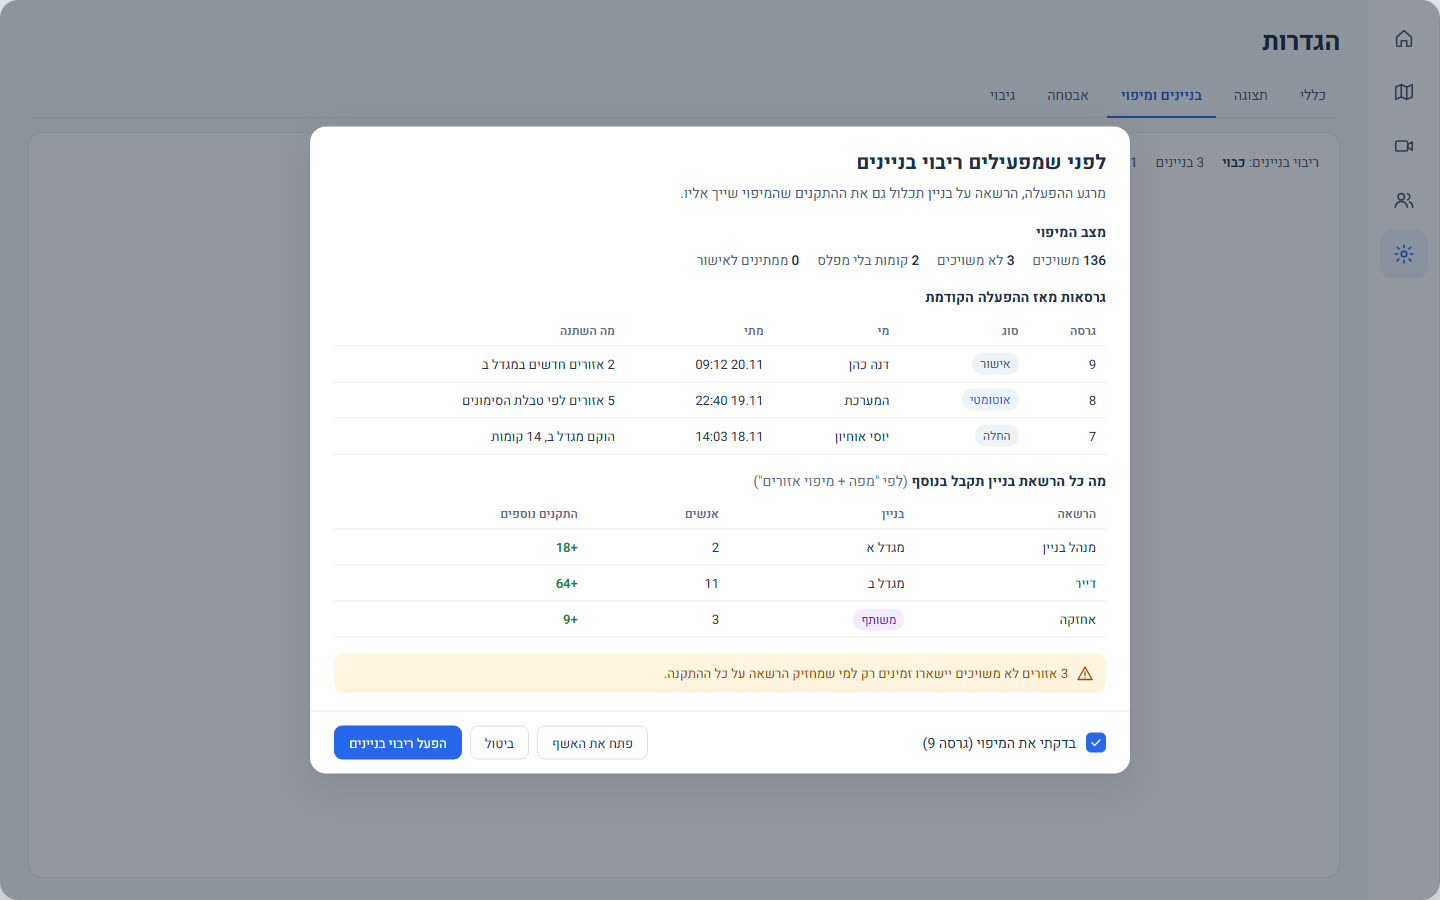 הגדרות
כללי תצוגה בניינים ומיפוי אבטחה גיבוי
ריבוי בניינים: כבוי 3 בניינים 1
לפני שמפעילים ריבוי בניינים
מרגע ההפעלה, הרשאה על בניין תכלול גם את ההתקנים שהמיפוי שייך אליו.
מצב המיפוי
136 משויכים 3 לא משויכים 2 קומות בלי מפלס 0 ממתינים לאישור
גרסאות מאז ההפעלה הקודמת
גרסה סוג מי מתי מה השתנה
9 אישור דנה כהן 20.11 09:12 2 אזורים חדשים במגדל ב
8 אוטומטי המערכת 19.11 22:40 5 אזורים לפי טבלת הסימונים
7 החלה יוסי אוחיון 18.11 14:03 הוקם מגדל ב, 14 קומות
מה כל הרשאת בניין תקבל בנוסף (לפי "מפה + מיפוי אזורים")
הרשאה בניין אנשים התקנים נוספים
מנהל בניין מגדל א 2 +18
דייר מגדל ב 11 +64
אחזקה משותף 3 +9
3 אזורים לא משויכים יישארו זמינים רק למי שמחזיק הרשאה על כל ההתקנה.
בדקתי את המיפוי (גרסה 9) פתח את האשף ביטול הפעל ריבוי בניינים